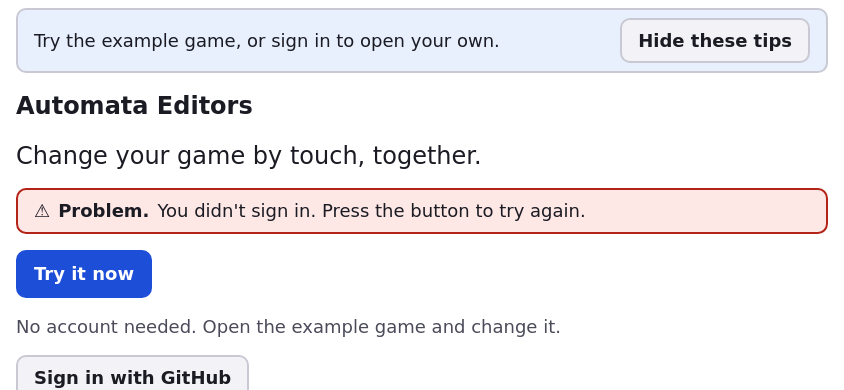 Try the example game, or sign in to open your own.
Hide these tips
Automata Editors
Change your game by touch, together.
⚠ Problem. You didn't sign in. Press the button to try again.
Try it now
No account needed. Open the example game and change it.
Sign in with GitHub